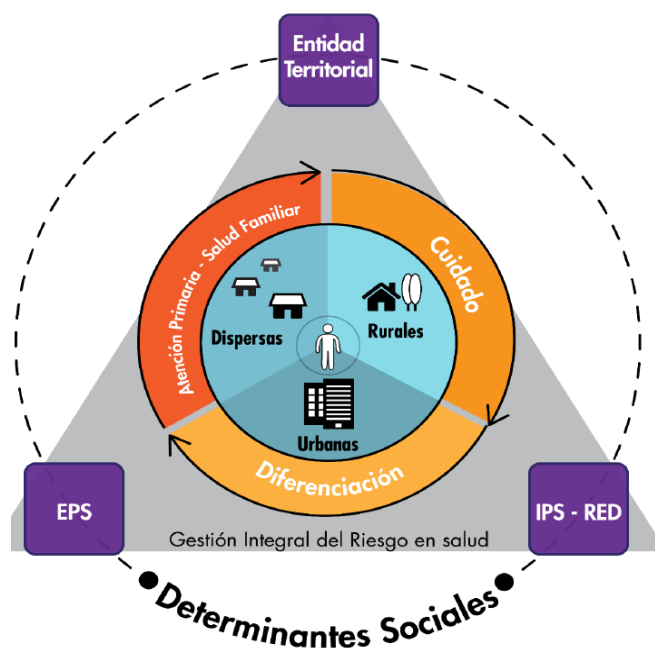 Entidad
Territorial
Atención Primaria - Salud Familiar
Cuidado
Dispersas
Rurales
Urbanas
Diferenciación
EPS
IPS - RED
Gestión Integral del Riesgo en salud
Determinantes Sociales